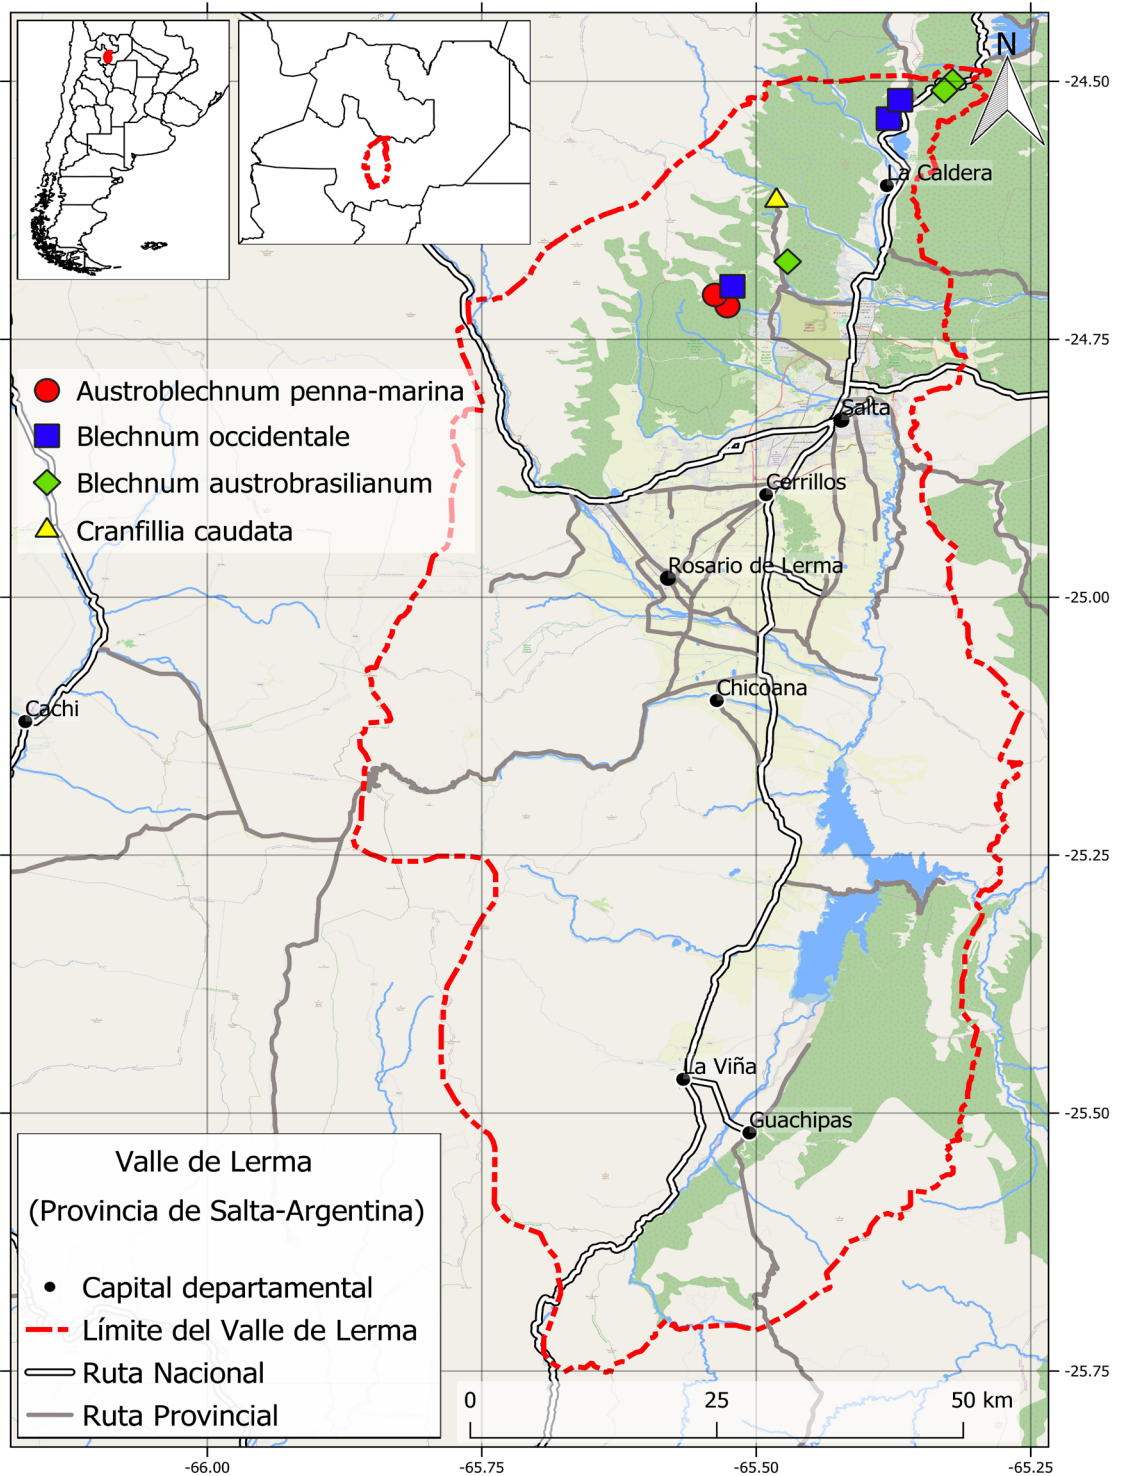 N
-24.50
La Caldera
-24.75
Austroblechnum penna-marina
Blechnum occidentale
Blechnum austrobrasilianum
Cranfillia caudata
Salta
Cerrillos
Rosario de Lerma
-25.00
Chicoana
Cachi
-25.25
La Viña
-25.50
Guachipas
Valle de Lerma
(Provincia de Salta-Argentina)
Capital departamental
Límite del Valle de Lerma
Ruta Nacional
Ruta Provincial
-25.75
0 25 50 km
-66.00 -65.75 -65.50 -65.25